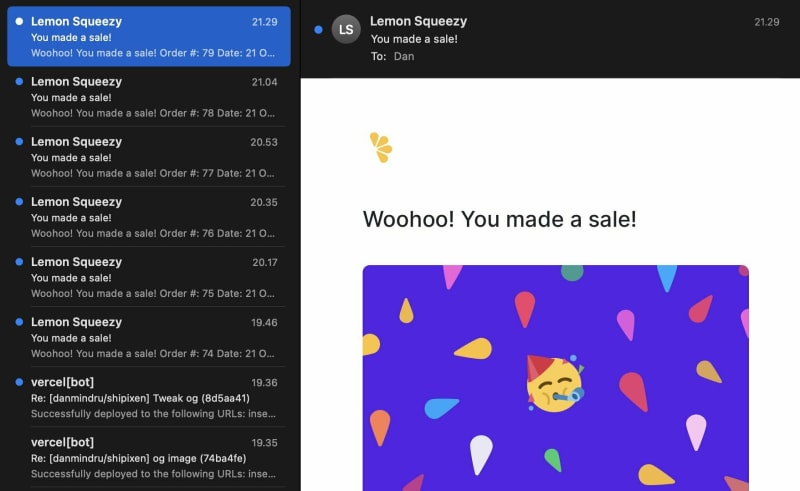 Lemon Squeezy 21.29
You made a sale!
Woohoo! You made a sale! Order #: 79 Date: 21 O...
Lemon Squeezy 21.04
You made a sale!
Woohoo! You made a sale! Order #: 78 Date: 21 O...
Lemon Squeezy 20.53
You made a sale!
Woohoo! You made a sale! Order #: 77 Date: 21 O...
Lemon Squeezy 20.35
You made a sale!
Woohoo! You made a sale! Order #: 76 Date: 21 O...
Lemon Squeezy 20.17
You made a sale!
Woohoo! You made a sale! Order #: 75 Date: 21 O...
Lemon Squeezy 19.46
You made a sale!
Woohoo! You made a sale! Order #: 74 Date: 21 O...
vercel[bot] 19.36
Re: [danmindru/shipixen] Tweak og (8d5aa41)
Successfully deployed to the following URLs: inse...
vercel[bot] 19.35
Re: [danmindru/shipixen] og image (74ba4fe)
Successfully deployed to the following URLs: inse...
LS
Lemon Squeezy 21.29
You made a sale!
To: Dan
Woohoo! You made a sale!